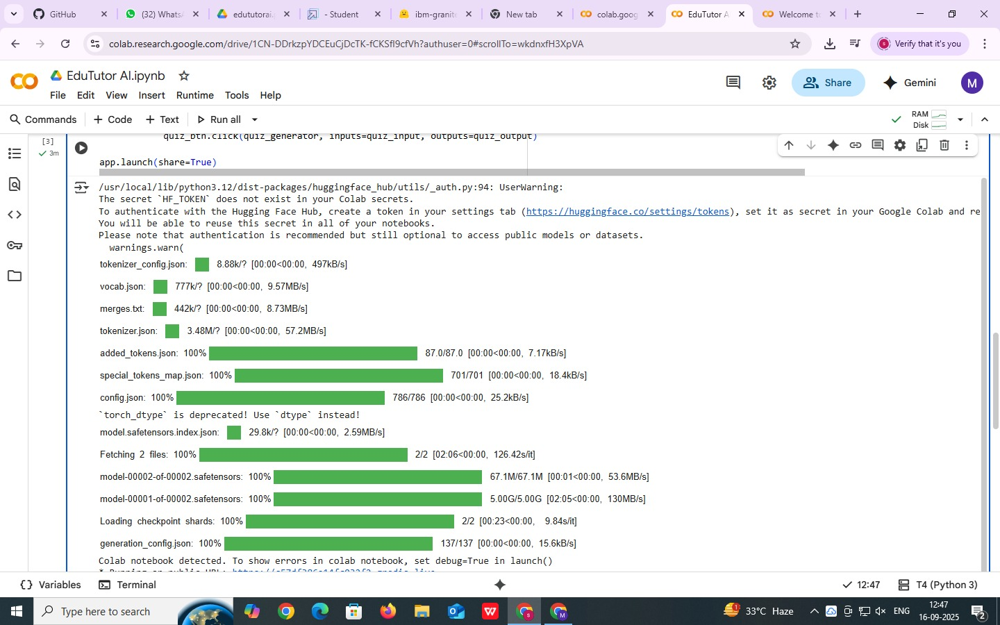 GitHub
(32) Whats
edututorai.
- Student
ibm-granite
New tab
colab.goog
EduTutor A
Welcome to
colab.research.google.com/drive/1CN-DDrkzpYDCEuCjDcTK-fCKSfI9cfVh?authuser=0#scrollTo=wkdnxfH3XpVA
S
Verify that it's you
EduTutor AI.ipynb
Share
Gemini
M
File Edit View Insert Runtime Tools Help
Commands + Code + Text Run all
RAM
Disk
[3]
3m
quiz_btn.click(quiz_generator, inputs=quiz_input, outputs=quiz_output)
app.launch(share=True)
/usr/local/lib/python3.12/dist-packages/huggingface_hub/utils/_auth.py:94: UserWarning:
The secret `HF_TOKEN` does not exist in your Colab secrets.
To authenticate with the Hugging Face Hub, create a token in your settings tab (https://huggingface.co/settings/tokens), set it as secret in your Google Colab and re
You will be able to reuse this secret in all of your notebooks.
Please note that authentication is recommended but still optional to access public models or datasets.
warnings.warn(
tokenizer_config.json: 8.88k/? [00:00<00:00, 497kB/s]
vocab.json: 777k/? [00:00<00:00, 9.57MB/s]
merges.txt: 442k/? [00:00<00:00, 8.73MB/s]
tokenizer.json: 3.48M/? [00:00<00:00, 57.2MB/s]
added_tokens.json: 100% 87.0/87.0 [00:00<00:00, 7.17kB/s]
special_tokens_map.json: 100% 701/701 [00:00<00:00, 18.4kB/s]
config.json: 100% 786/786 [00:00<00:00, 25.2kB/s]
`torch_dtype` is deprecated! Use `dtype` instead!
model.safetensors.index.json: 29.8k/? [00:00<00:00, 2.59MB/s]
Fetching 2 files: 100% 2/2 [02:06<00:00, 126.42s/it]
model-00002-of-00002.safetensors: 100% 67.1M/67.1M [00:01<00:00, 53.6MB/s]
model-00001-of-00002.safetensors: 100% 5.00G/5.00G [02:05<00:00, 130MB/s]
Loading checkpoint shards: 100% 2/2 [00:23<00:00, 9.84s/it]
generation_config.json: 100% 137/137 [00:00<00:00, 15.6kB/s]
Colab notebook detected. To show errors in colab notebook, set debug=True in launch()
* Running on public URL:
Variables Terminal
12:47
T4 (Python 3)
Type here to search
1
33°C Haze
ENG
12:47
16-09-2025
2